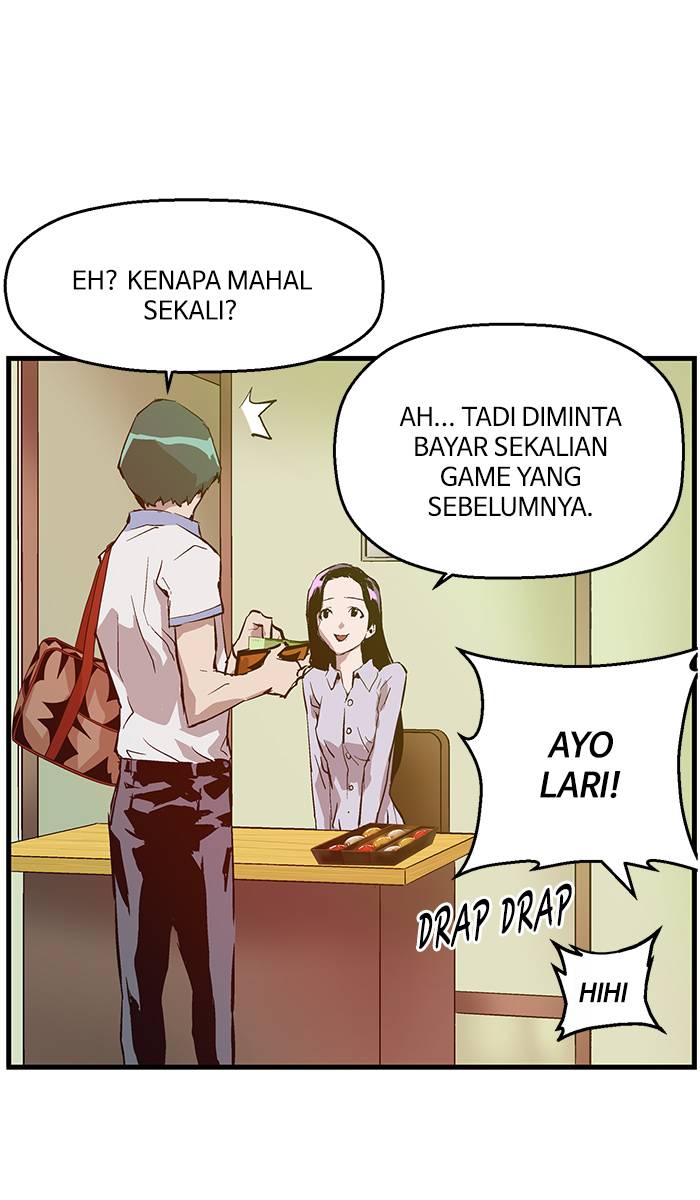 EH? KENAPA MAHAL
SEKALI?
AH... TADI DIMINTA
BAYAR SEKALIAN
GAME YANG
SEBELUMNYA.
AYO
LARI!
DRAP DRAP
HIHI